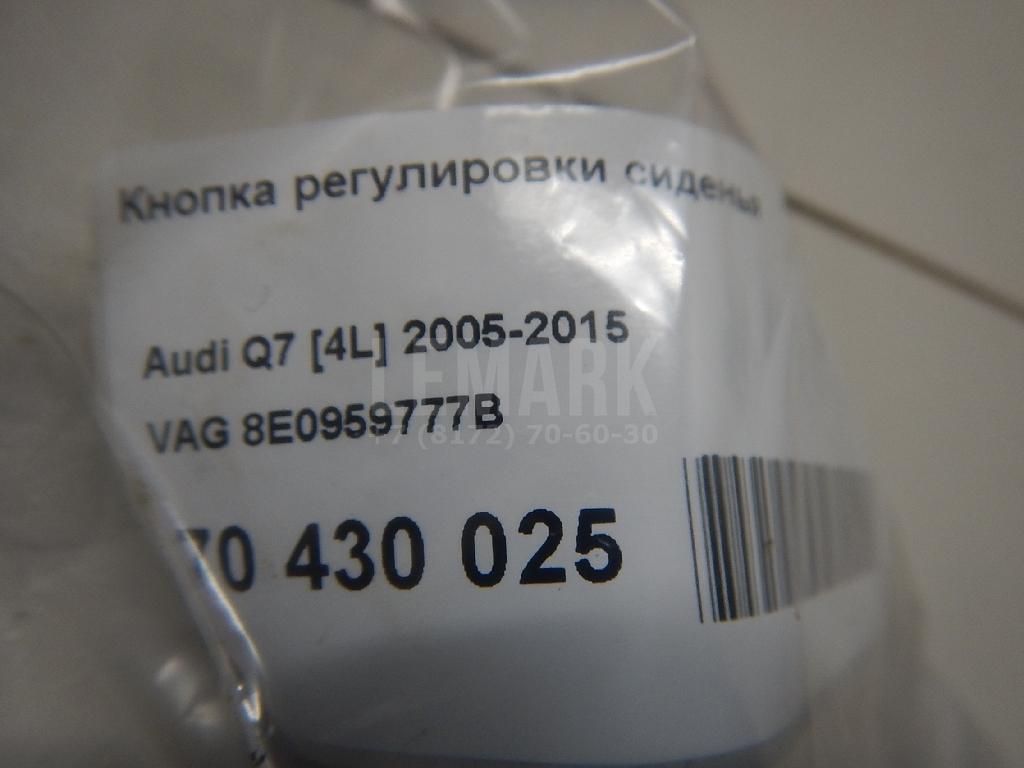 Кнопка регулировки сиденья
Audi Q7 [4L] 2005-2015
LEMARK
VAG 8E0959777B
+7 (8172) 70-60-30
70 430 025